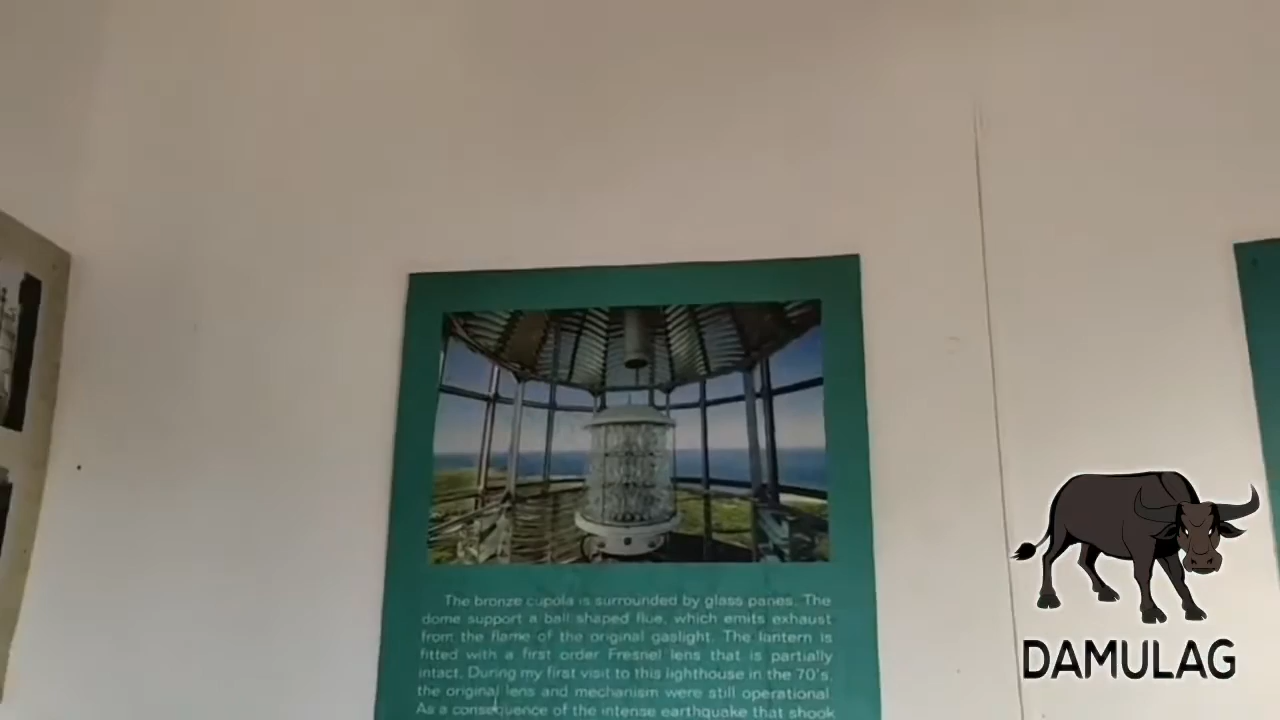 The bronze cupola is surrounded by glass panes. The
dome support a ball shaped flue, which emits exhaust
from the flame of the original gaslight. The lantern is
fitted with a first order Fresnel lens that is partially
intact. During my first visit to this lighthouse in the 70's,
the original lens and mechanism were still operational.
As a consequence of the intense earthquake that shook
DAMULAG